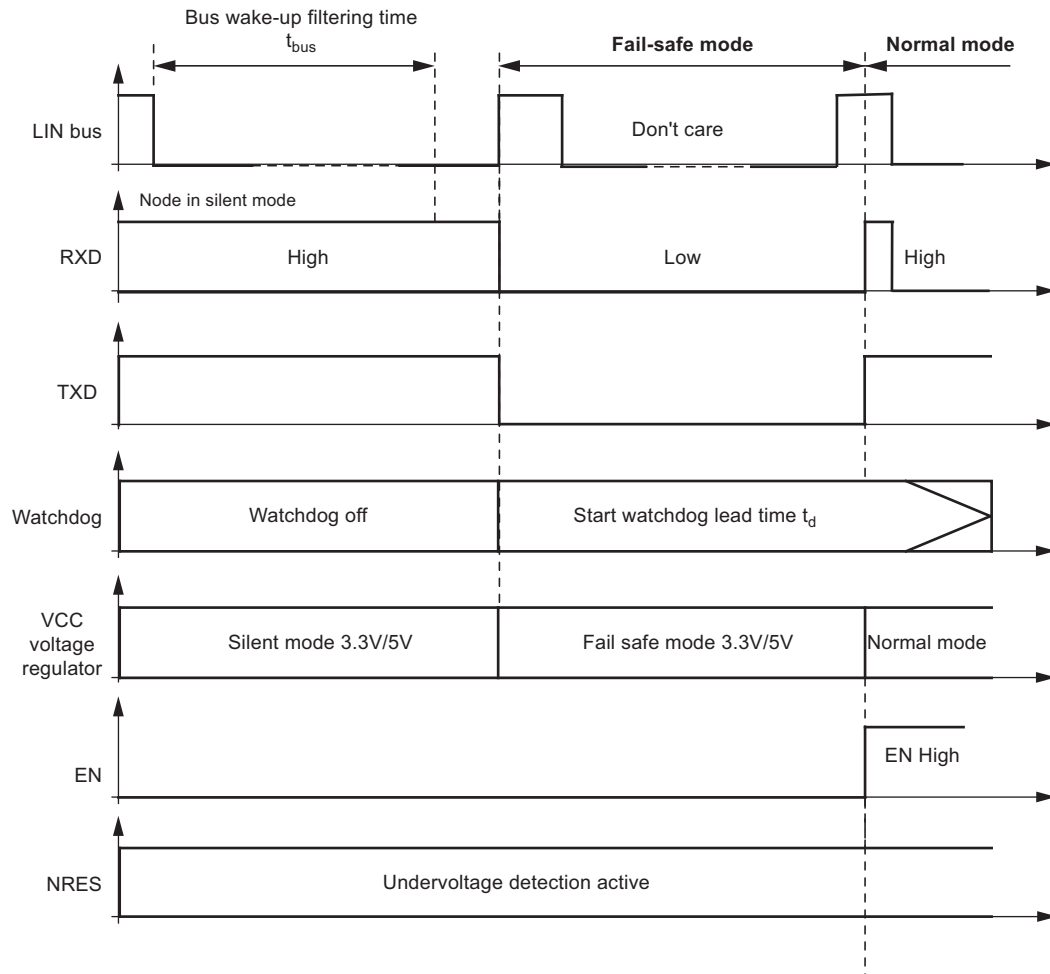 Bus wake-up filtering time
tbus
Fail-safe mode
Normal mode
LIN bus
Don't care
Node in silent mode
RXD
High
Low
High
TXD
Watchdog
Watchdog off
Start watchdog lead time td
VCC
voltage
regulator
Silent mode 3.3V/5V
Fail safe mode 3.3V/5V
Normal mode
EN
EN High
NRES
Undervoltage detection active